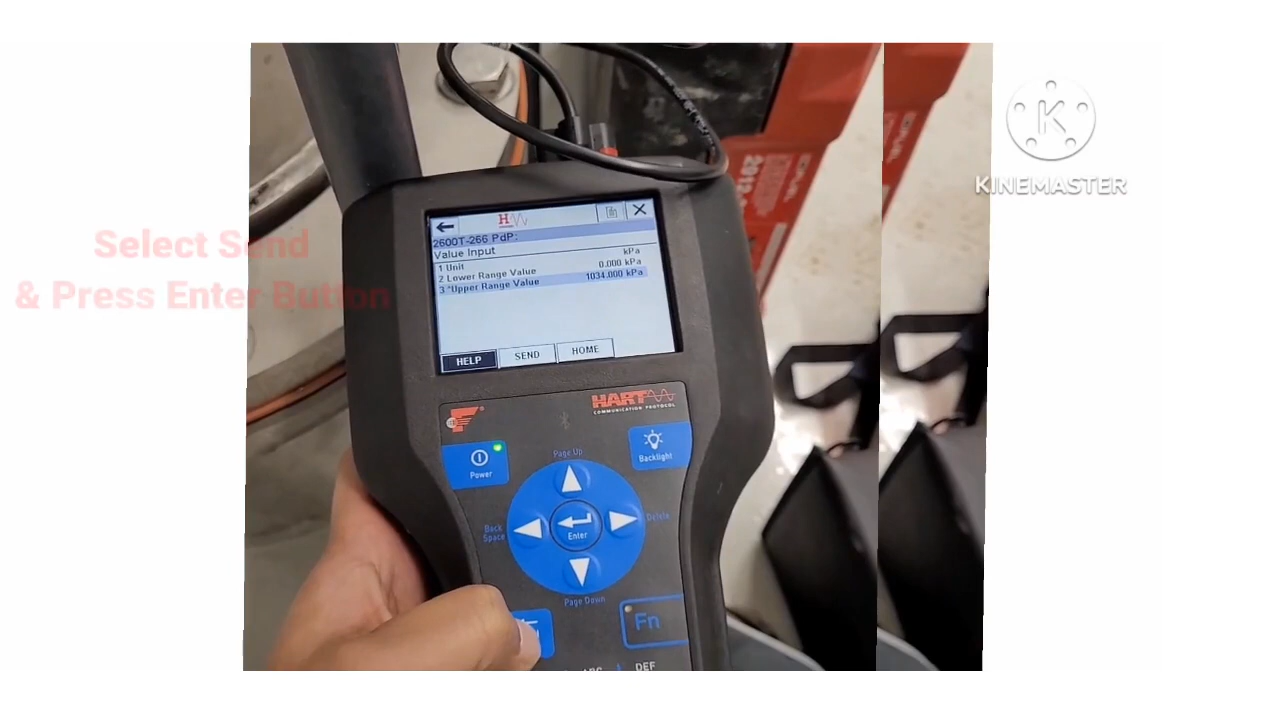 K
KINEMASTER
Select Send
& Press Enter Button
H
2600T-266 PdP:
Value Input
1 Unit kPa
2 Lower Range Value 0.000 kPa
3 *Upper Range Value 1034.000 kPa
HELP SEND HOME
HART
COMMUNICATION PROTOCOL
Power
Backlight
Page Up
Back
Space
Enter
Delete
Page Down
Fn
ABC
DEF